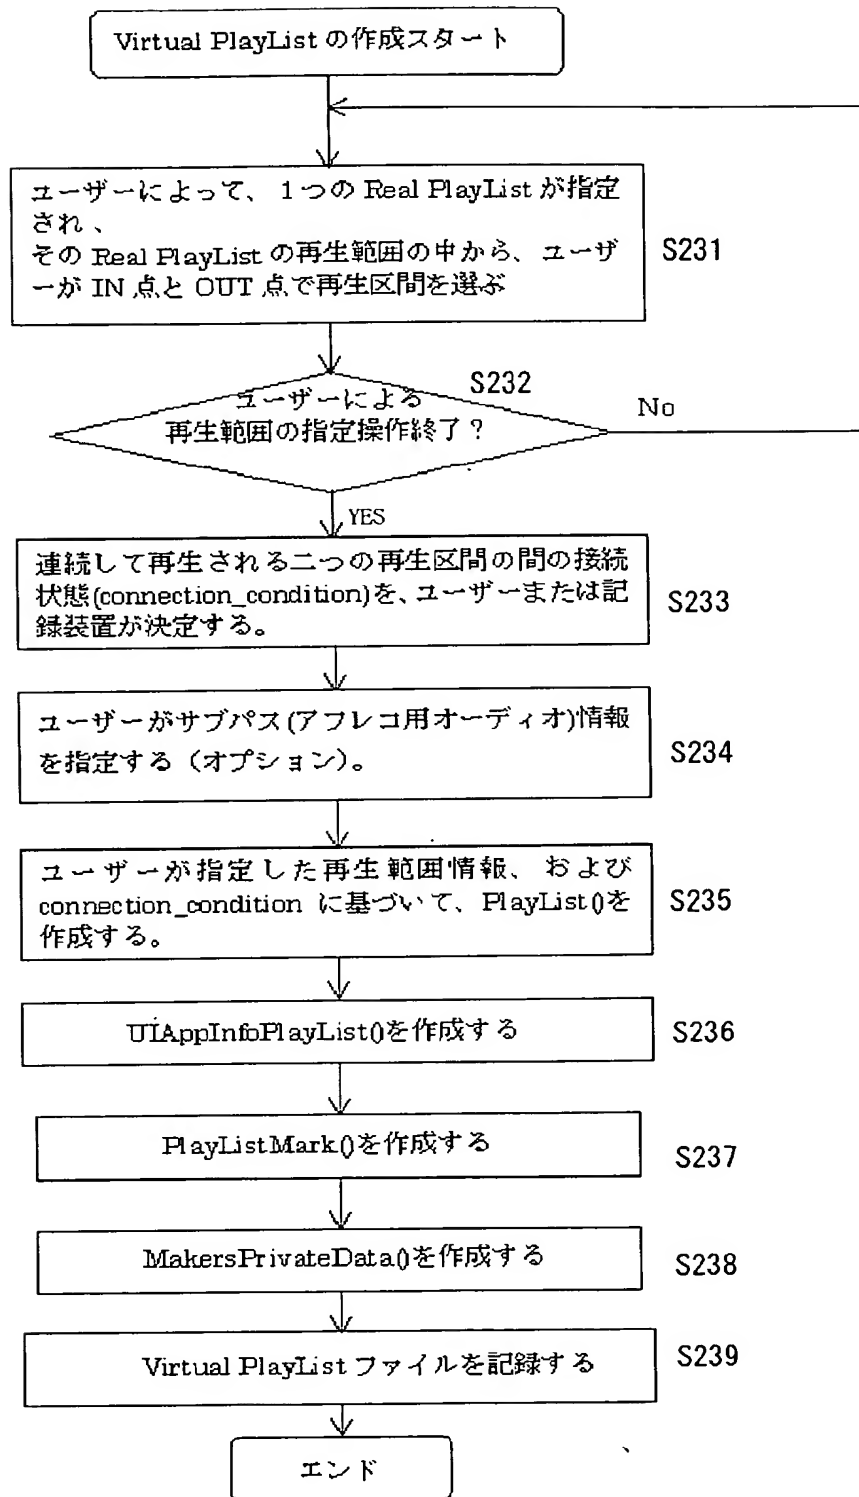 Virtual PlayList の作成スタート
ユーザーによって、１つの Real PlayList が指定
され、
その Real PlayList の再生範囲の中から、ユーザ
ーが IN 点と OUT 点で再生区間を選ぶ
S231
S232
ユーザーによる
再生範囲の指定操作終了？
No
YES
連続して再生される二つの再生区間の間の接続
状態(connection_condition)を、ユーザーまたは記
録装置が決定する。
S233
ユーザーがサブパス(アフレコ用オーディオ)情報
を指定する（オプション）。
S234
ユーザーが指定した再生範囲情報、および
connection_condition に基づいて、PlayList()を
作成する。
S235
UIAppInfoPlayList()を作成する
S236
PlayListMark()を作成する
S237
MakersPrivateData()を作成する
S238
Virtual PlayList ファイルを記録する
S239
エンド